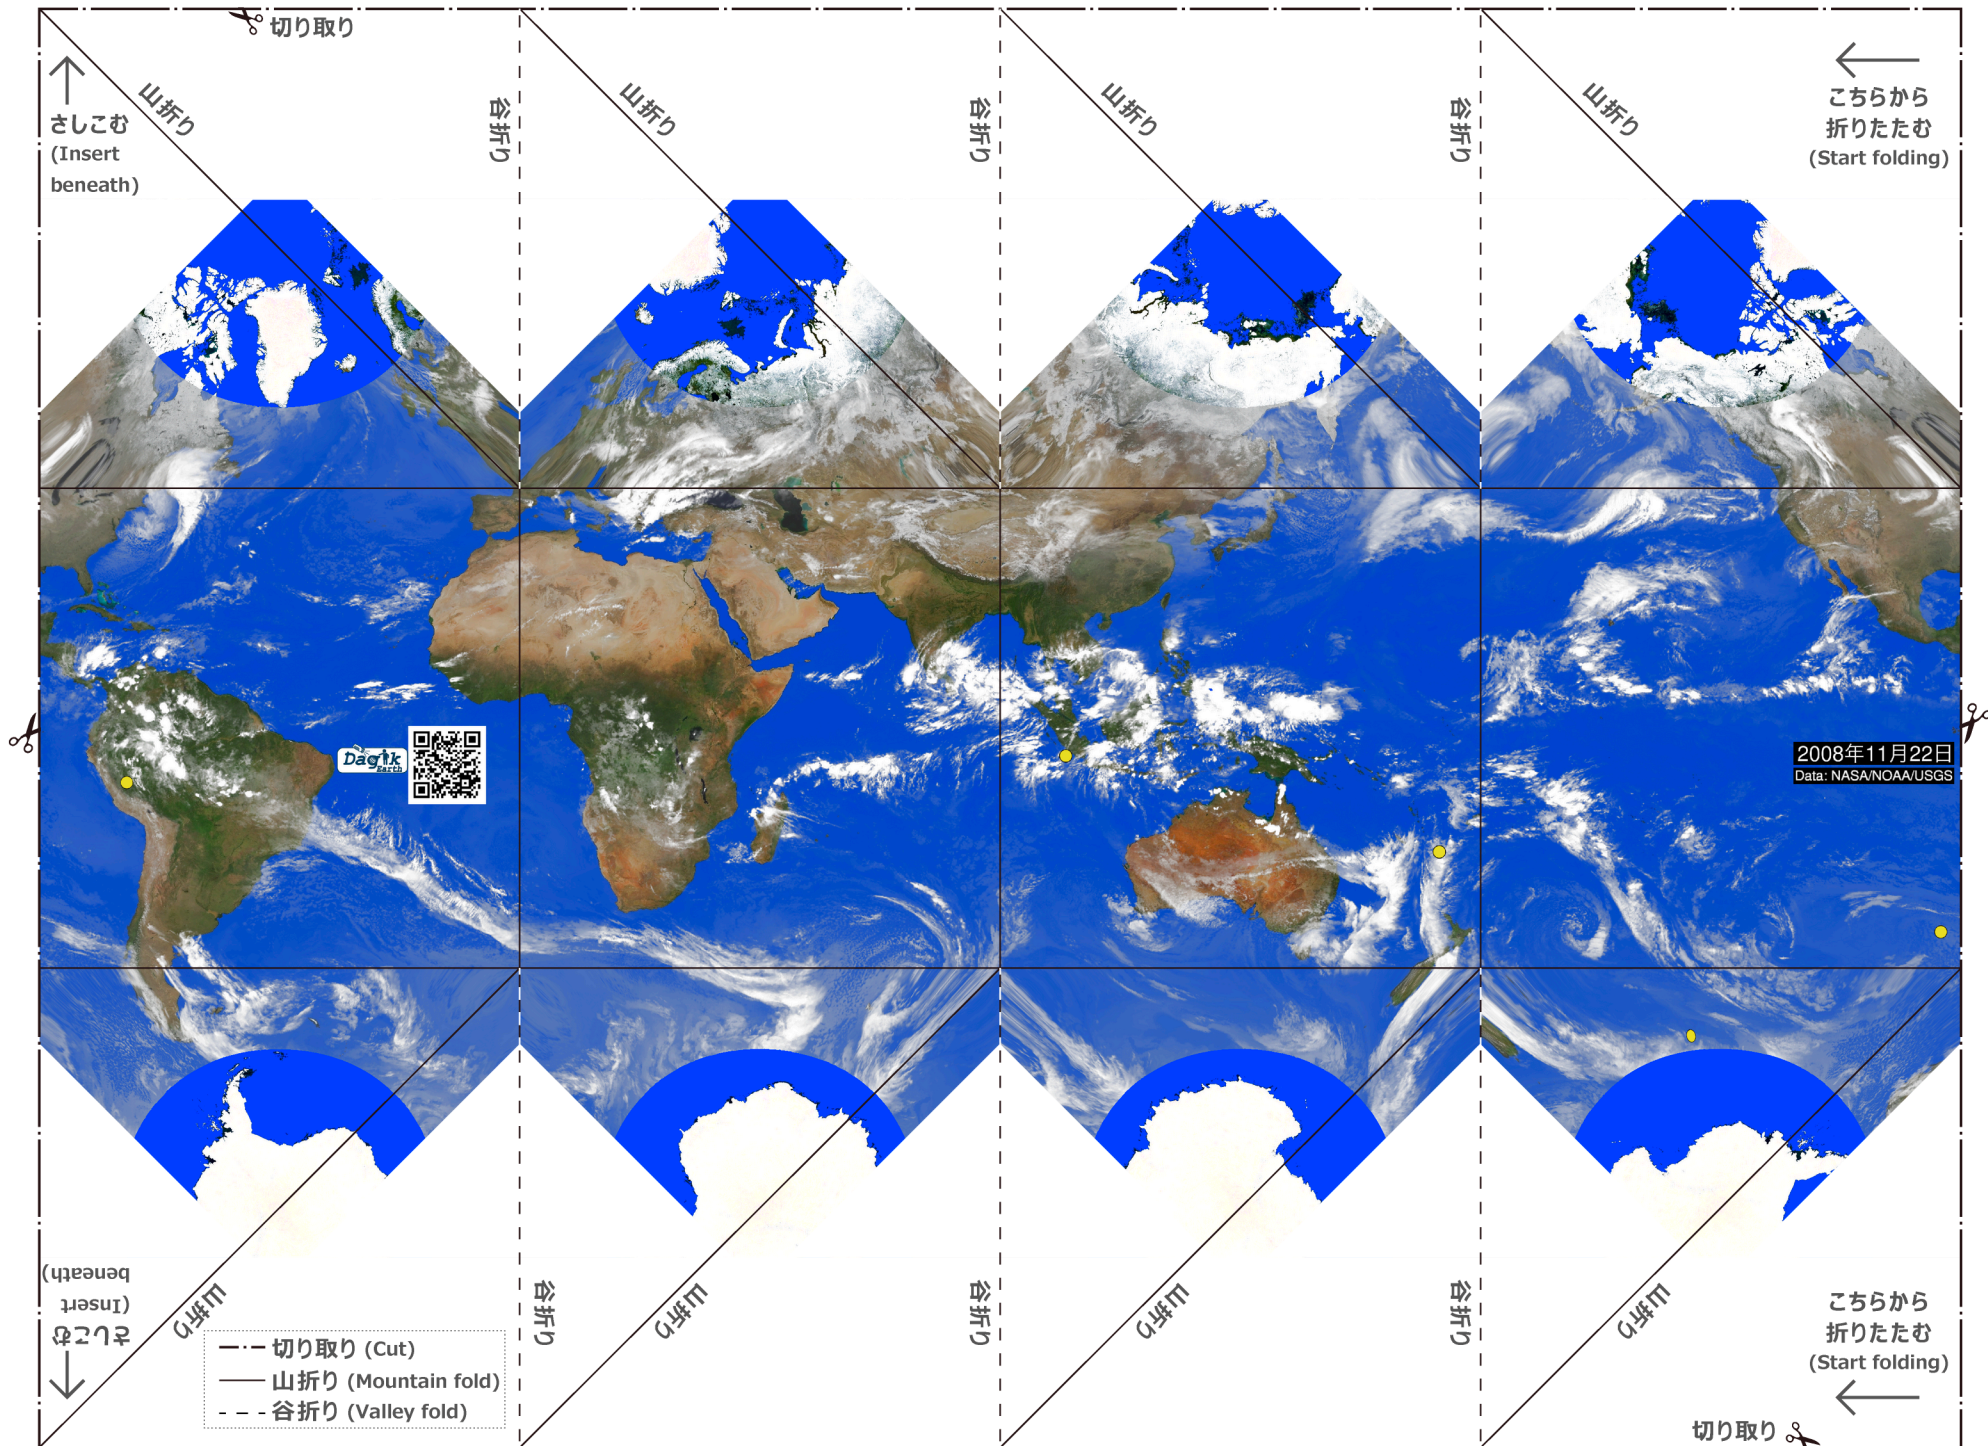 切り取り
さしこむ
(Insert
beneath)
山折り
谷折り
山折り
谷折り
山折り
谷折り
山折り
こちらから
折りたたむ
(Start folding)
Dagik
Earth
2008年11月22日
Data: NASA/NOAA/USGS
さしこむ
(Insert
beneath)
山折り
谷折り
山折り
谷折り
山折り
谷折り
山折り
こちらから
折りたたむ
(Start folding)
切り取り (Cut)
山折り (Mountain fold)
谷折り (Valley fold)
切り取り